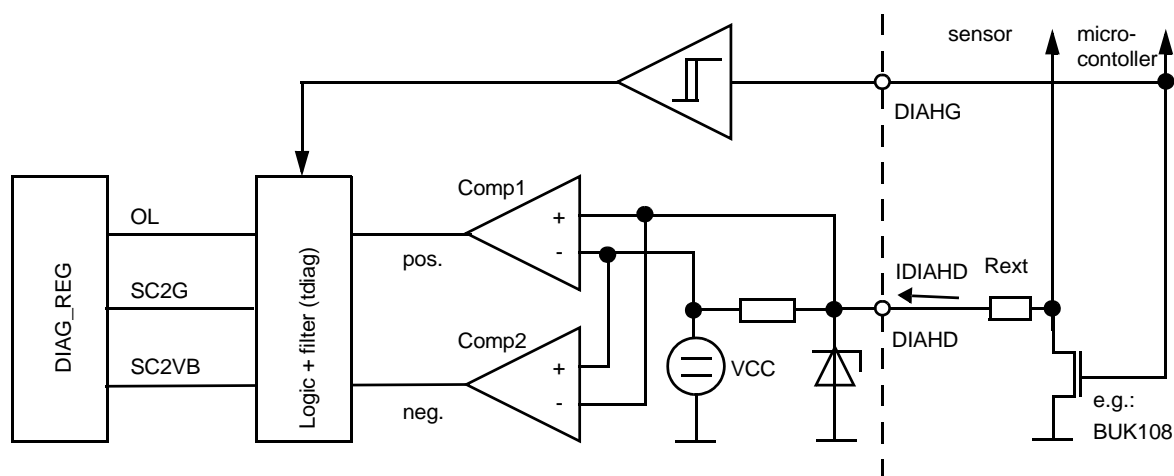 sensor
micro-
contoller
DIAHG
Comp1
OL
+
-
pos.
DIAG_REG
SC2G
Logic + filter (tdiag)
IDIAHD
Rext
DIAHD
Comp2
SC2VB
+
-
VCC
neg.
e.g.:
BUK108